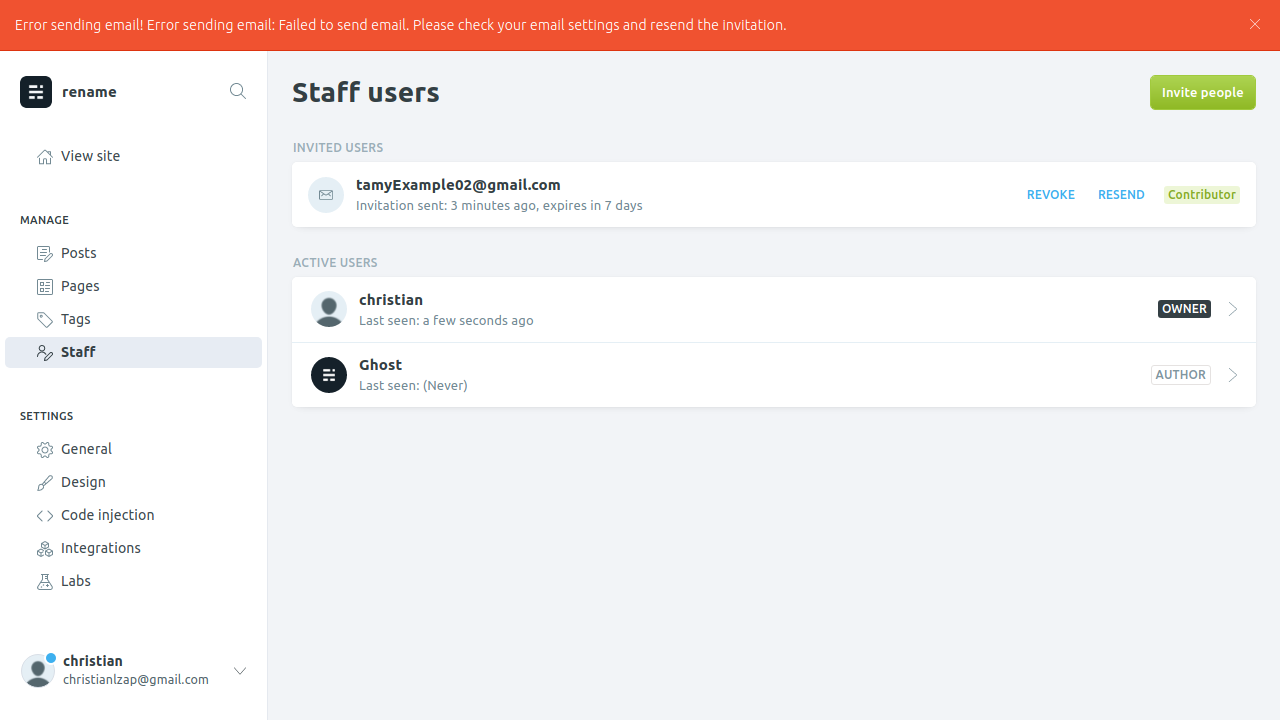 Error sending email! Error sending email: Failed to send email. Please check your email settings and resend the invitation.
rename
View site
MANAGE
Posts
Pages
Tags
Staff
SETTINGS
General
Design
Code injection
Integrations
Labs
christian
christianlzap@gmail.com
Staff users
Invite people
INVITED USERS
tamyExample02@gmail.com
Invitation sent: 3 minutes ago, expires in 7 days
REVOKE RESEND Contributor
ACTIVE USERS
christian
Last seen: a few seconds ago
OWNER
Ghost
Last seen: (Never)
AUTHOR